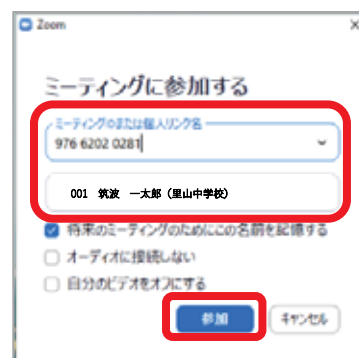 Zoom
ミーティングに参加する
ミーティングIDまたは個人リンク名
976 6202 0281
001 筑波 一太郎（里山中学校）
将来のミーティングのためにこの名前を記憶する
オーディオに接続しない
自分のビデオをオフにする
参加 キャンセル